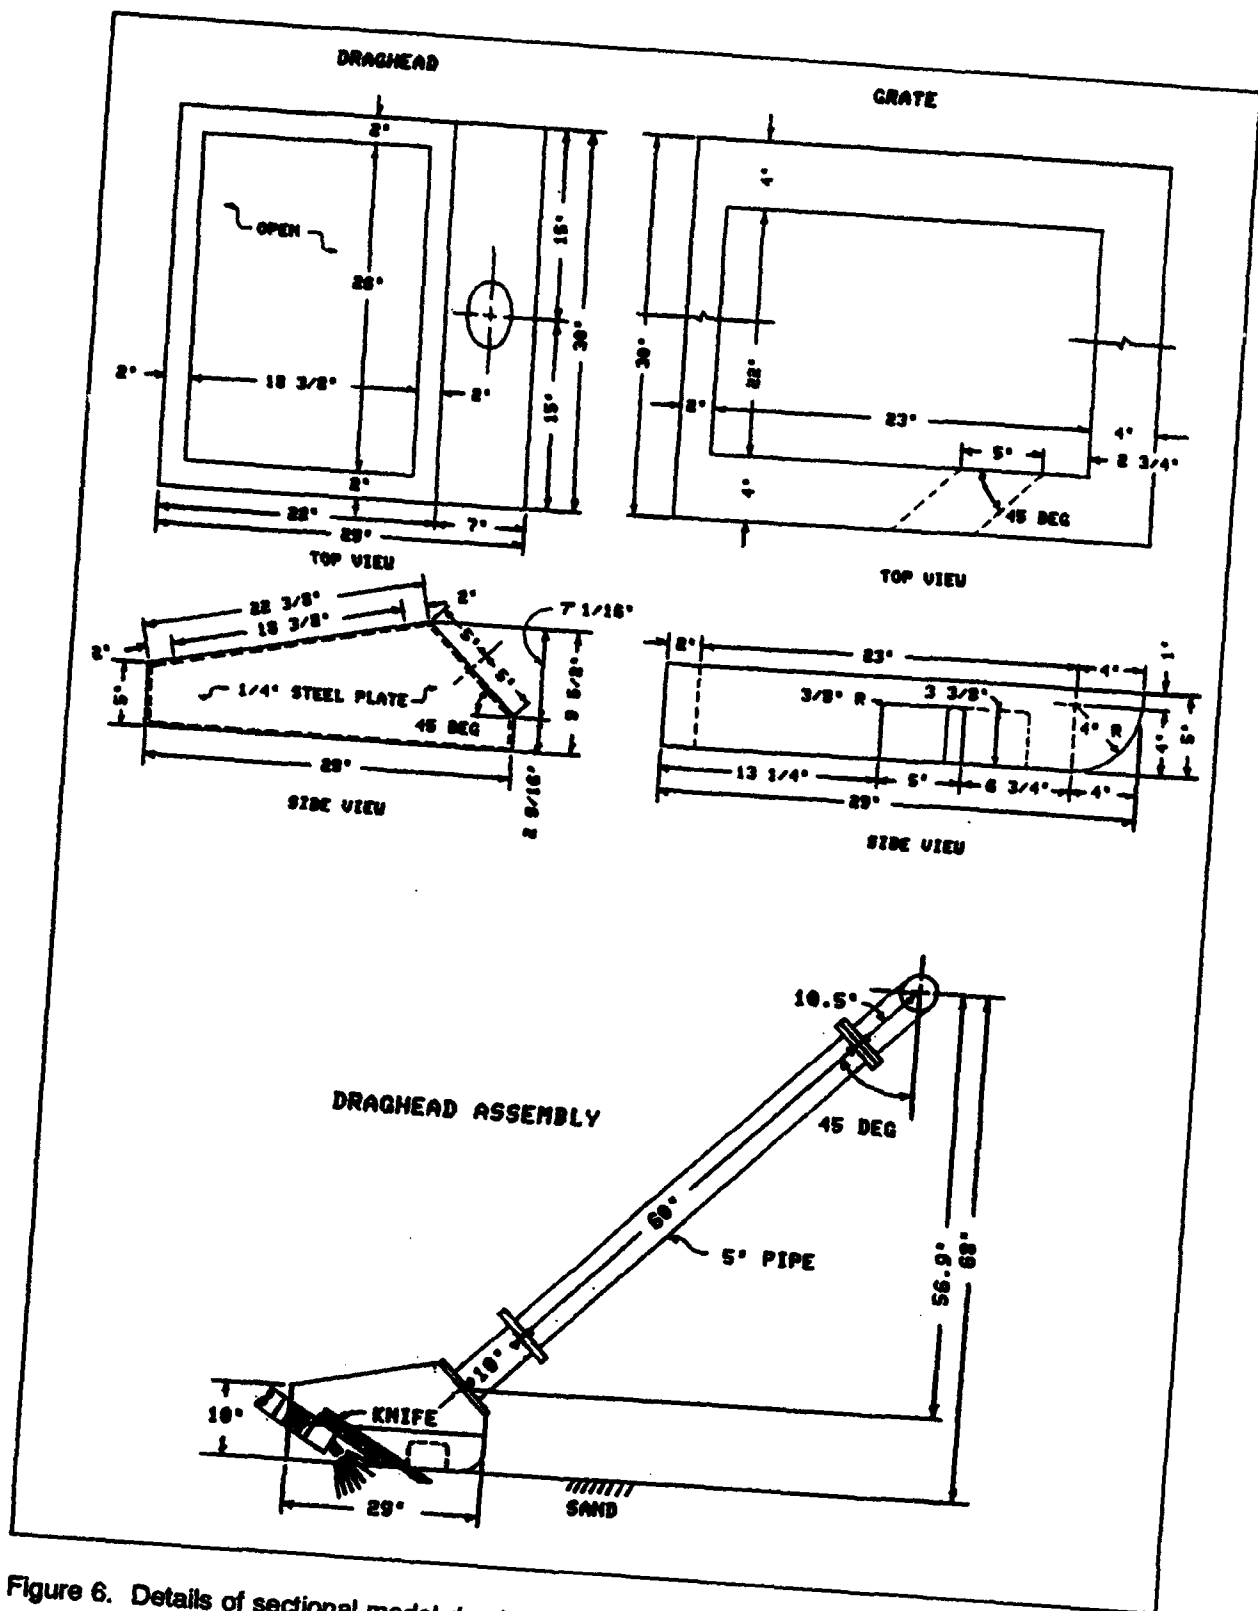 DRAGHEAD
GRATE
2"
4"
OPEN
15"
26"
30"
30"
22"
2"
18 3/8"
2"
15"
2"
23"
4"
5"
2 3/4"
2"
4"
45 DEG
22"
7"
29"
TOP VIEW
TOP VIEW
22 3/8"
2"
7 1/16"
18 3/8"
2"
5"
5"
5"
1/4" STEEL PLATE
9 5/8"
45 DEG
29"
2 9/16"
SIDE VIEW
2"
23"
4"
1"
3/8" R
3 3/8"
4" R
4"
5"
13 1/4"
5"
6 3/4"
4"
29"
SIDE VIEW
10.5"
DRAGHEAD ASSEMBLY
45 DEG
60"
5" PIPE
56.9"
68"
10"
10"
KNIFE
29"
SAND
Figure 6. Details of sectional model